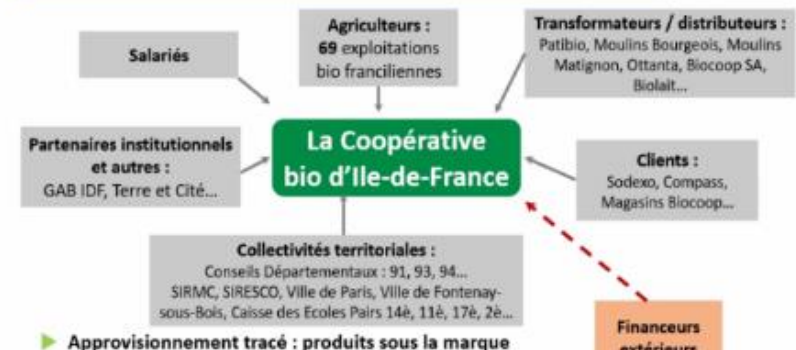 Salariés
Agriculteurs :
69 exploitations
bio franciliennes
Transformateurs / distributeurs :
Patibio, Moulins Bourgeois, Moulins
Matignon, Ottanta, Biocoop SA,
Biolait...
Partenaires institutionnels
et autres :
GAB IDF, Terre et Cité...
La Coopérative
bio d'Ile-de-France
Clients :
Sodexo, Compass,
Magasins Biocoop...
Collectivités territoriales :
Conseils Départementaux : 91, 93, 94...
SIRMC, SIRESCO, Ville de Paris, Ville de Fontenay-
sous-Bois, Caisse des Ecoles Pairs 14è, 11è, 17è, 2è...
Financeurs
extérieurs
Approvisionnement tracé : produits sous la marque